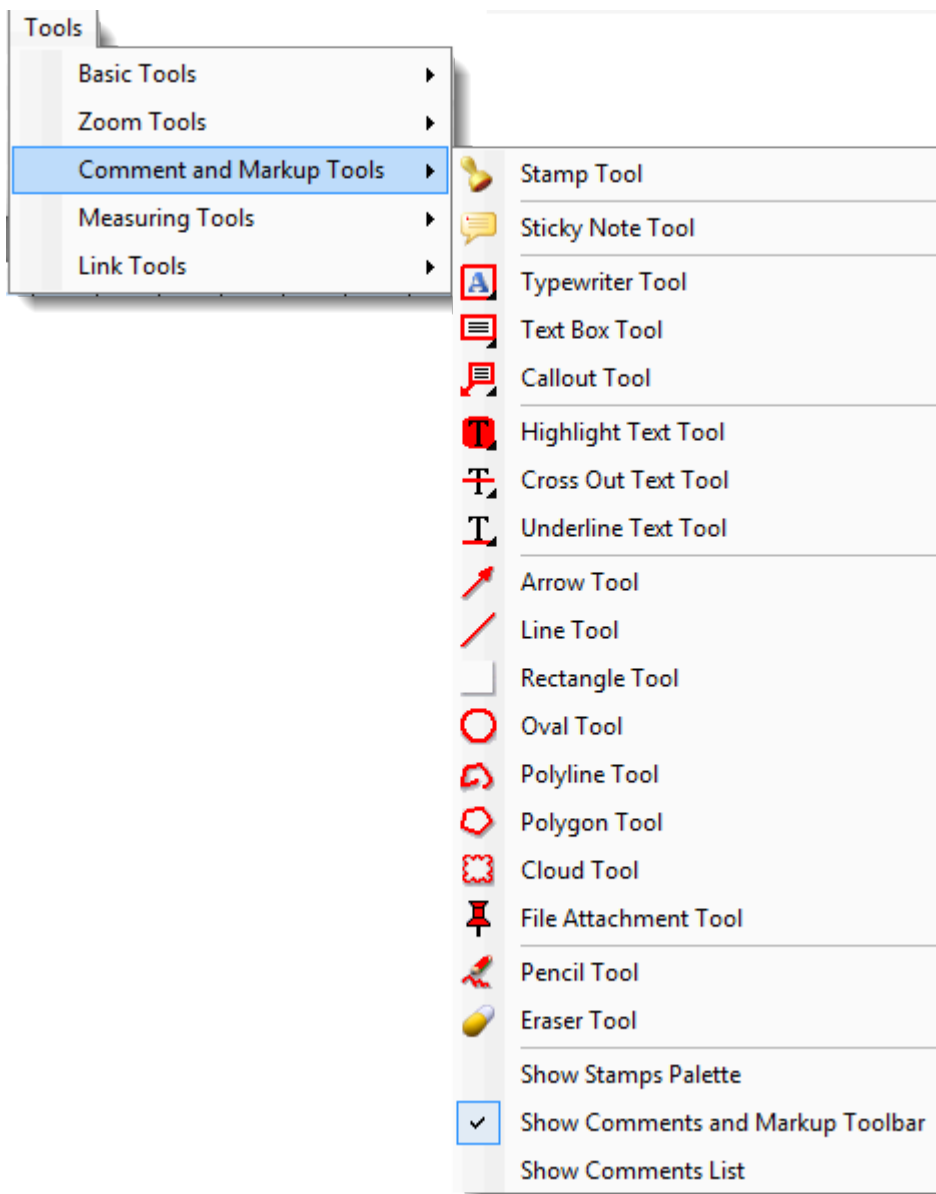 Tools
Basic Tools
Zoom Tools
Comment and Markup Tools
Measuring Tools
Link Tools
Stamp Tool
Sticky Note Tool
Typewriter Tool
Text Box Tool
Callout Tool
Highlight Text Tool
Cross Out Text Tool
Underline Text Tool
Arrow Tool
Line Tool
Rectangle Tool
Oval Tool
Polyline Tool
Polygon Tool
Cloud Tool
File Attachment Tool
Pencil Tool
Eraser Tool
Show Stamps Palette
Show Comments and Markup Toolbar
Show Comments List